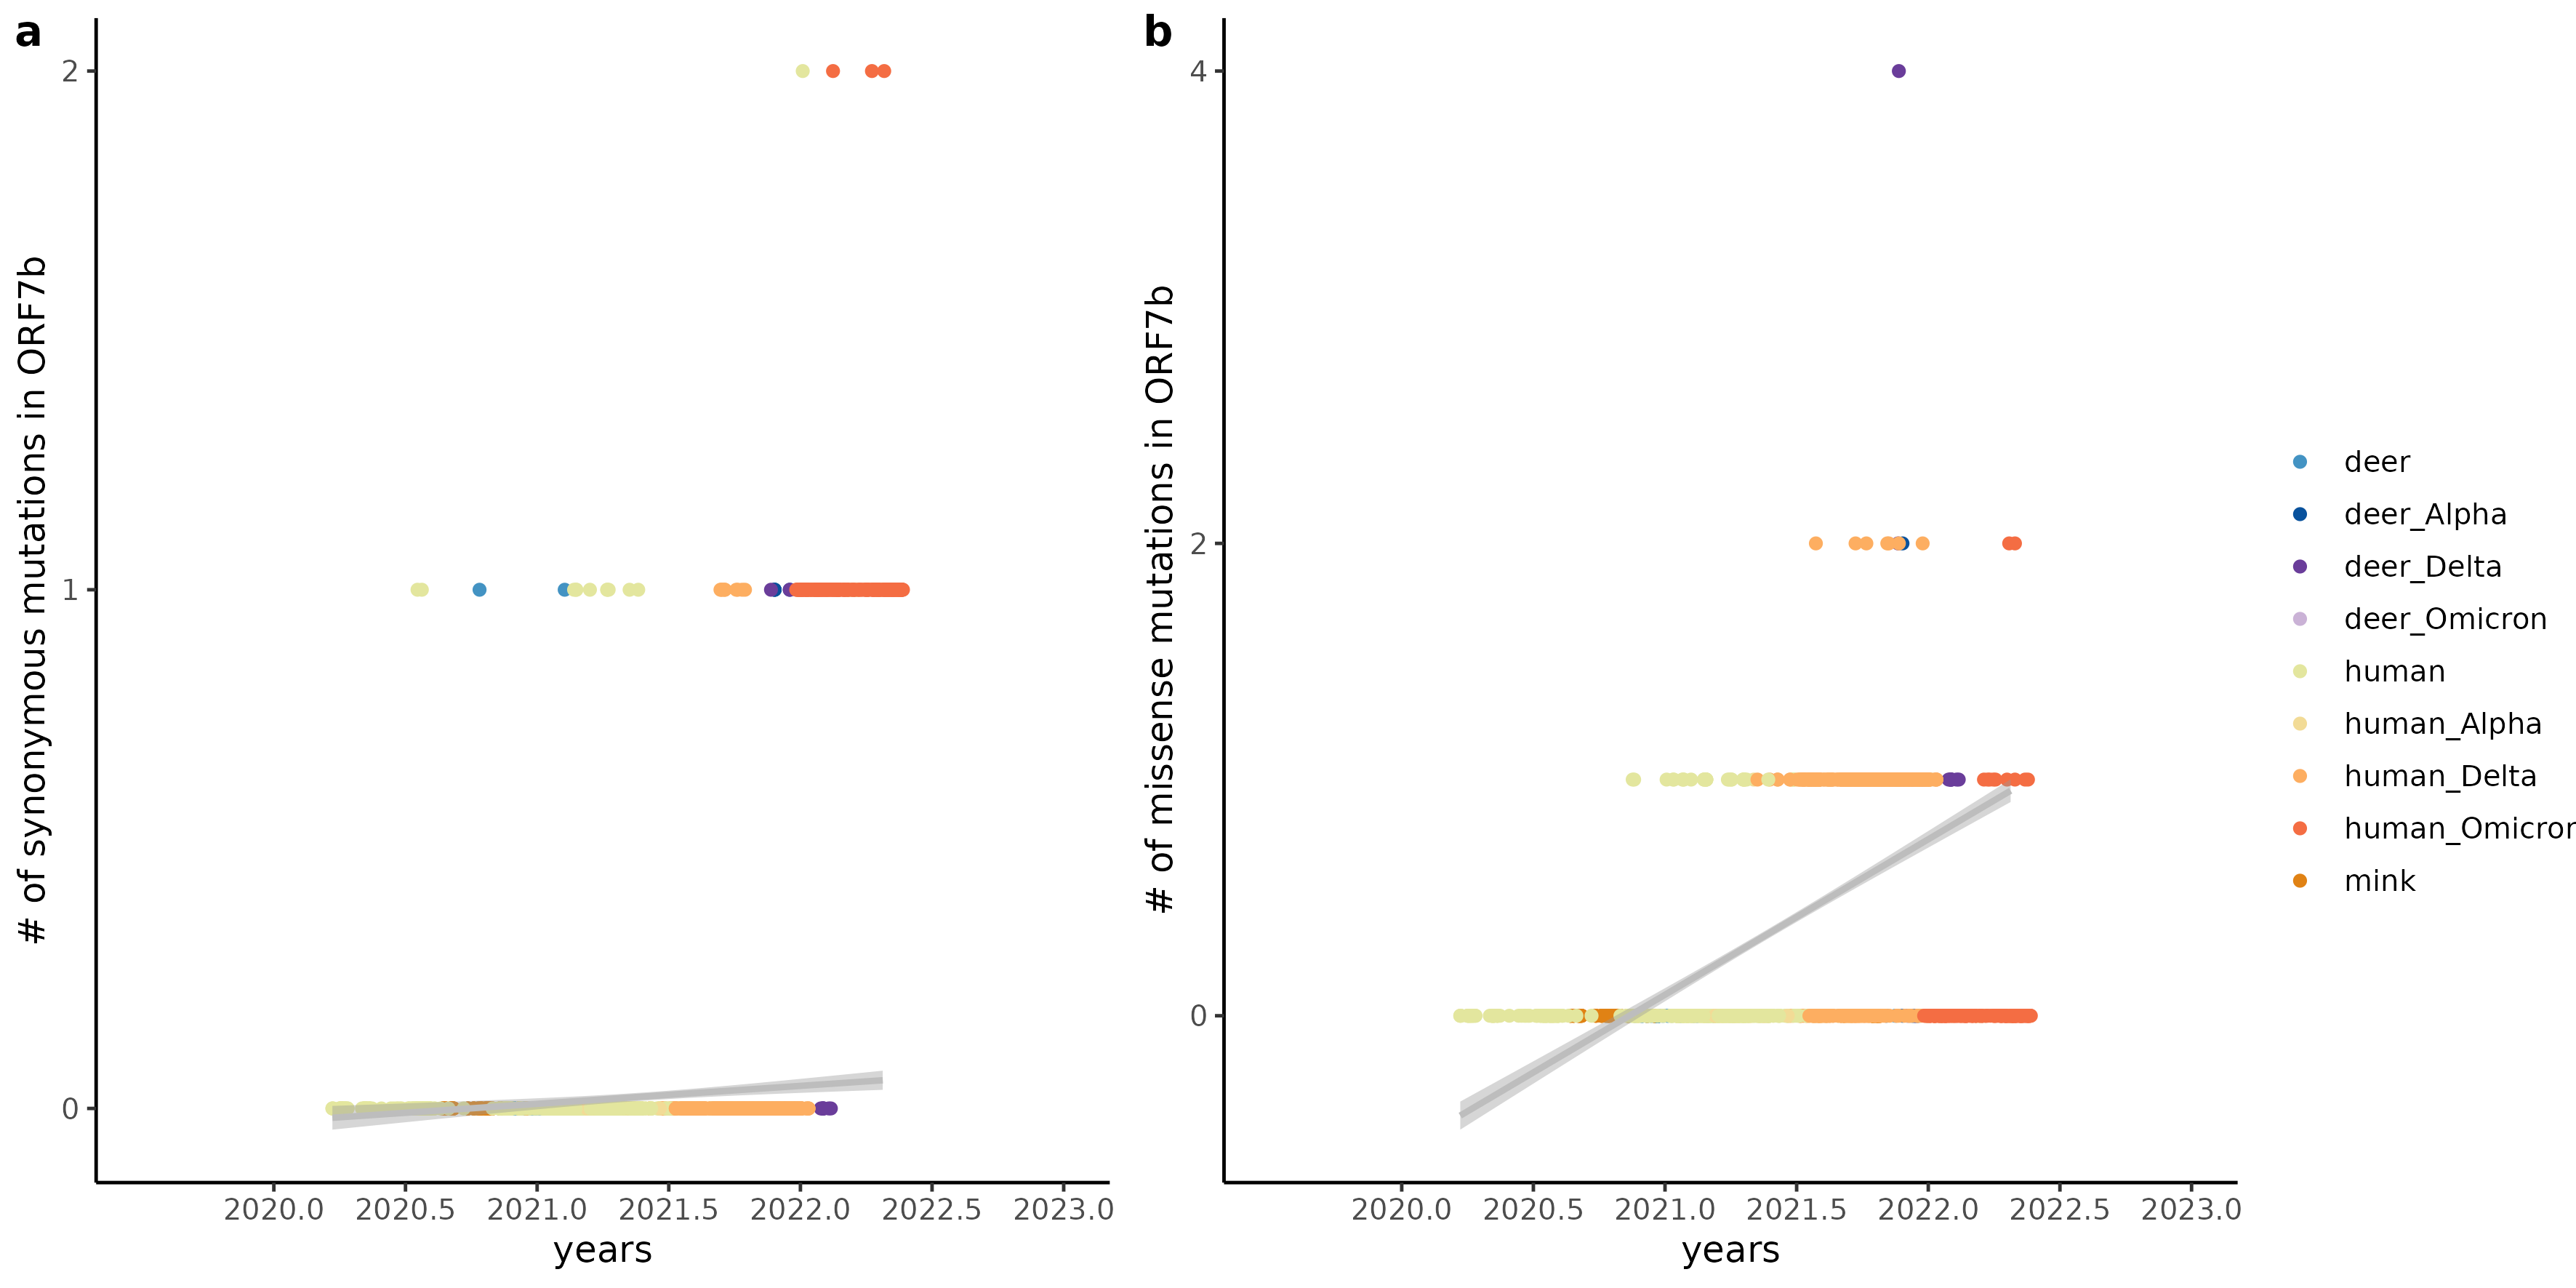 a
# of synonymous mutations in ORF7b
2
1
0
2020.0 2020.5 2021.0 2021.5 2022.0 2022.5 2023.0
years
b
# of missense mutations in ORF7b
4
2
0
2020.0 2020.5 2021.0 2021.5 2022.0 2022.5 2023.0
years
deer
deer_Alpha
deer_Delta
deer_Omicron
human
human_Alpha
human_Delta
human_Omicron
mink